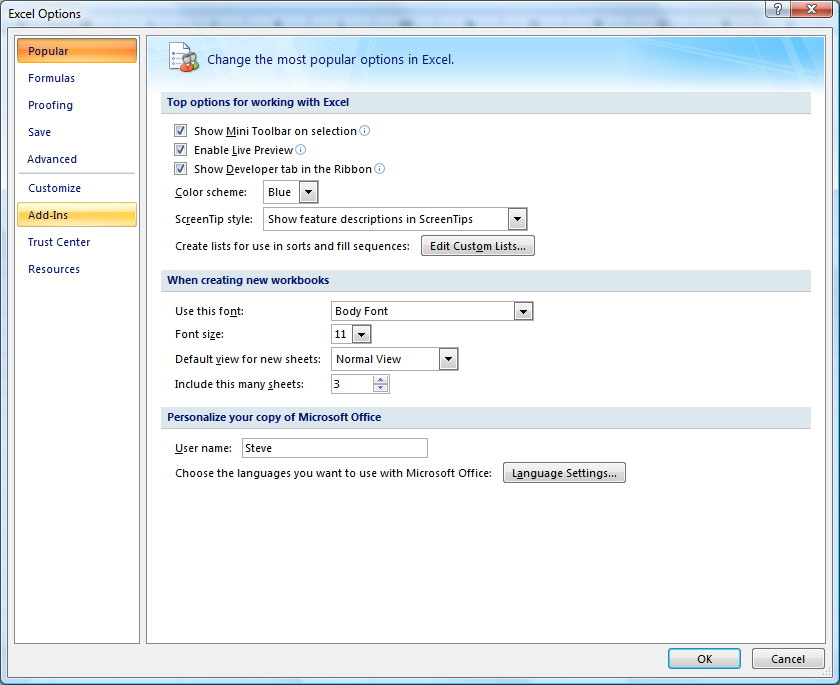 Excel Options
Popular
Formulas
Proofing
Save
Advanced
Customize
Add-Ins
Trust Center
Resources
Change the most popular options in Excel.
Top options for working with Excel
Show Mini Toolbar on selection
Enable Live Preview
Show Developer tab in the Ribbon
Color scheme: Blue
ScreenTip style: Show feature descriptions in ScreenTips
Create lists for use in sorts and fill sequences: Edit Custom Lists...
When creating new workbooks
Use this font: Body Font
Font size: 11
Default view for new sheets: Normal View
Include this many sheets: 3
Personalize your copy of Microsoft Office
User name: Steve
Choose the languages you want to use with Microsoft Office: Language Settings...
OK Cancel